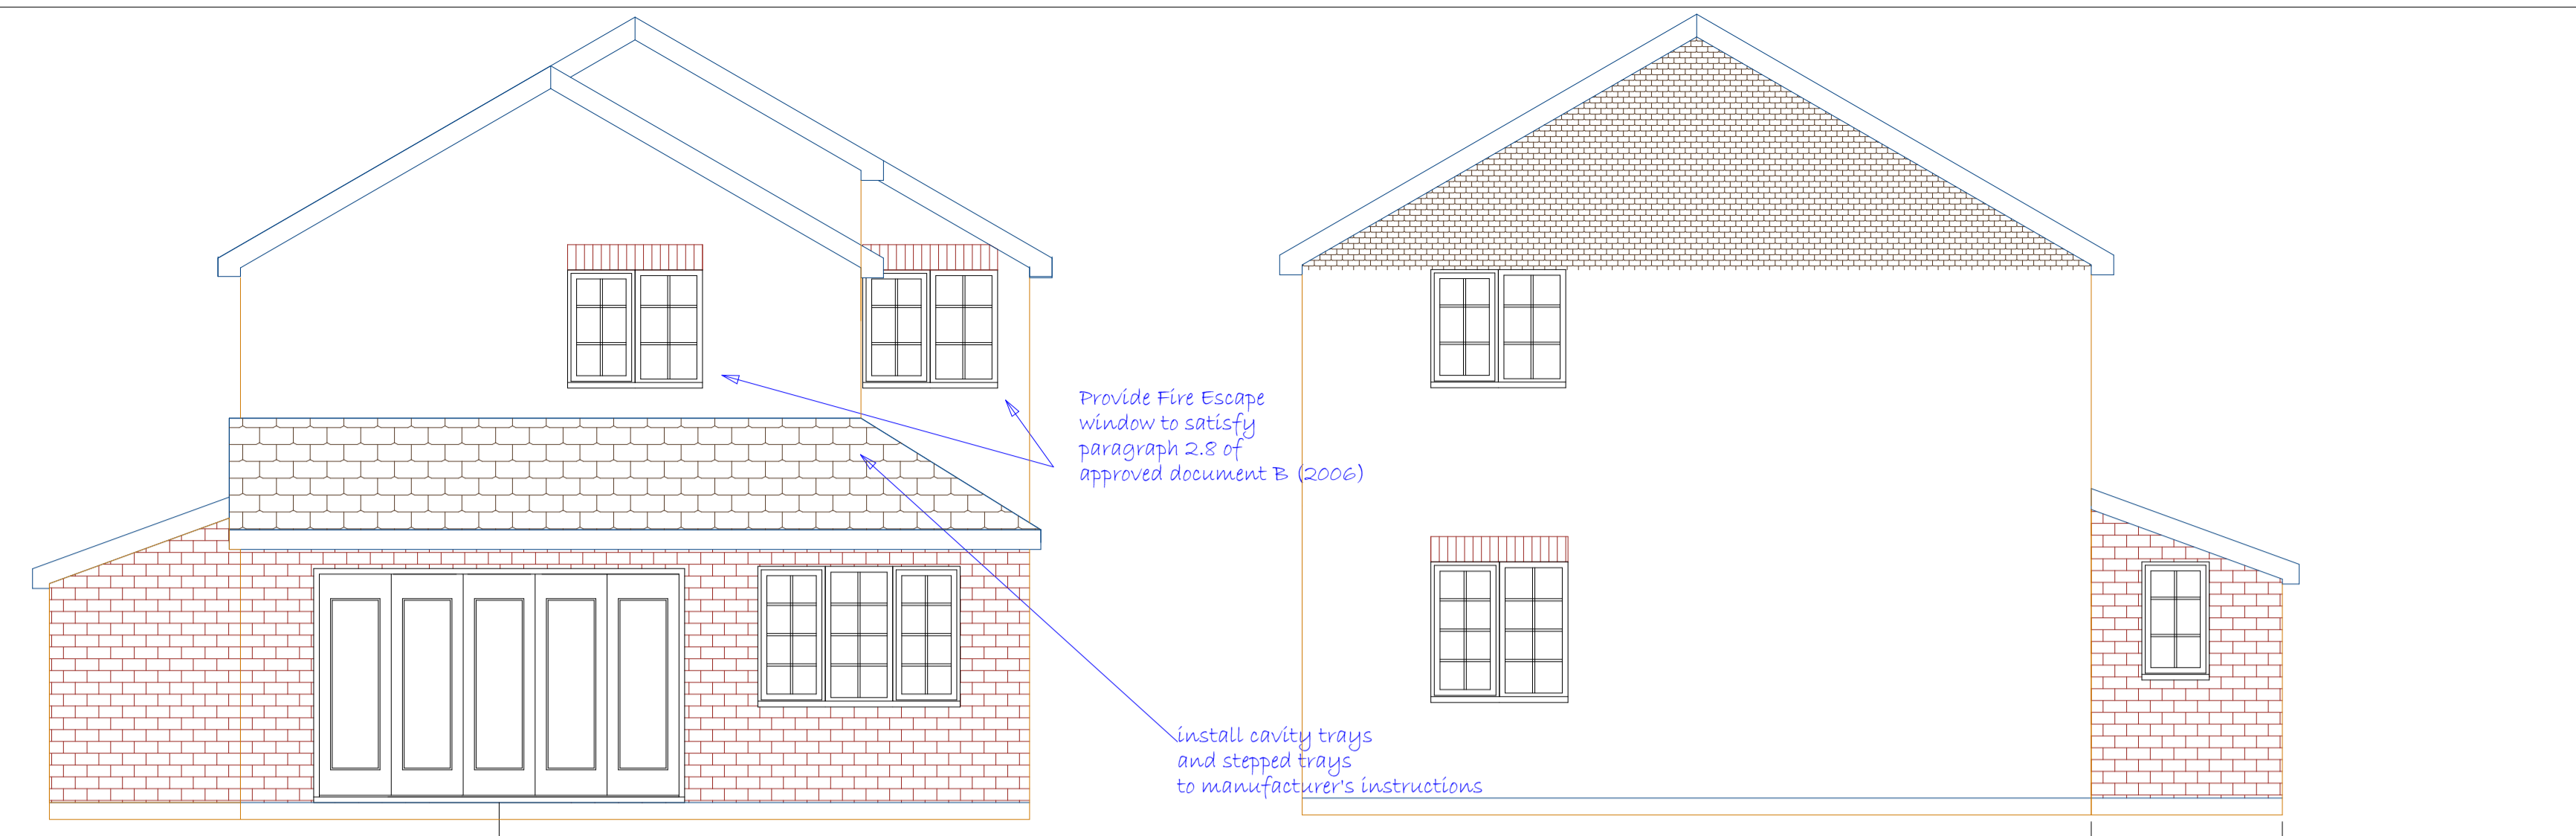 Provide Fire Escape
window to satisfy
paragraph 2.8 of
approved document B (2006)
install cavity trays
and stepped trays
to manufacturer's instructions